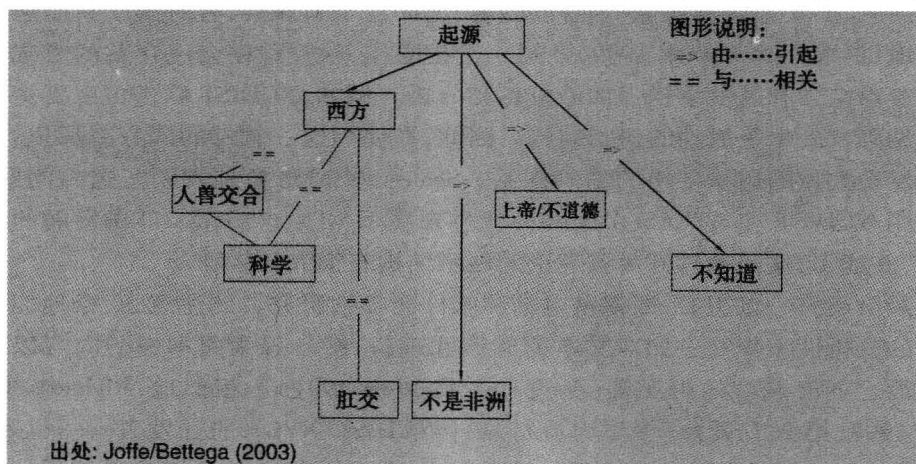 起源
图形说明：
=> 由……引起
== 与……相关
西方
==
=>
人兽交合
==
=>
=>
上帝/不道德
科学
不知道
==
肛交
不是非洲
出处: Joffe/Bettega (2003)